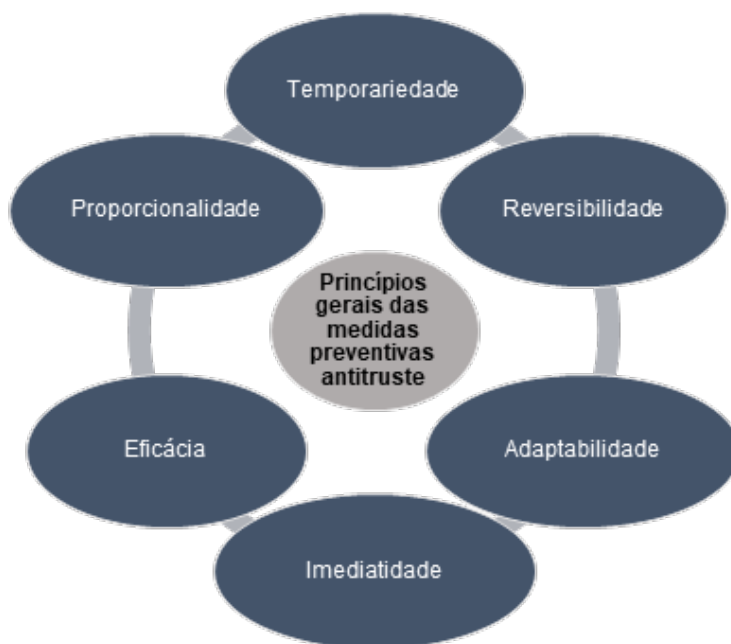 Temporariedade
Proporcionalidade
Reversibilidade
Princípios
gerais das
medidas
preventivas
antitruste
Eficácia
Adaptabilidade
Imediatidade